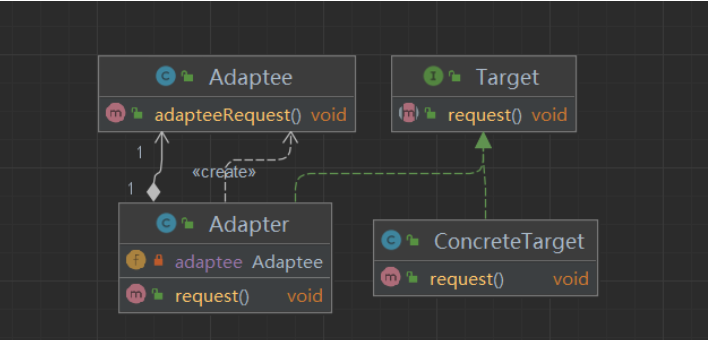 Adaptee
adapteeRequest() void
Target
request() void
1
«create»
1
Adapter
adaptee Adaptee
request() void
ConcreteTarget
request() void